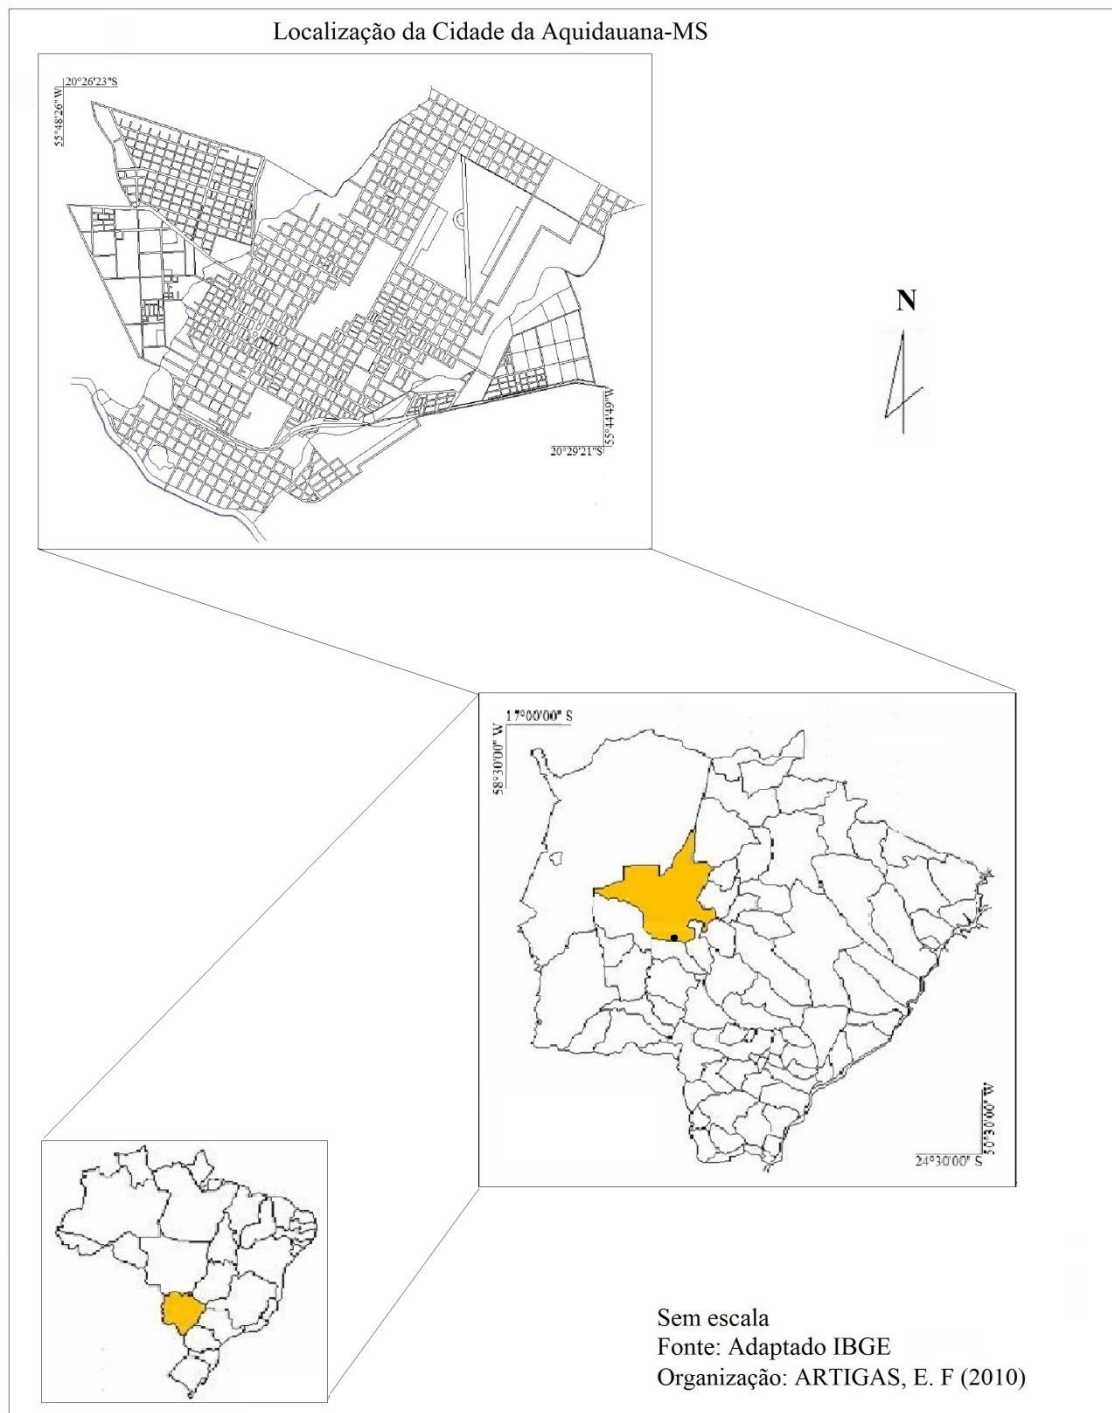 Localização da Cidade da Aquidauana-MS
20°26'23"S
55°48'26"W
N
55°44'49"W
20°29'21"S
17°00'00" S
58°30'00" W
50°30'00" W
24°30'00" S
Sem escala
Fonte: Adaptado IBGE
Organização: ARTIGAS, E. F (2010)